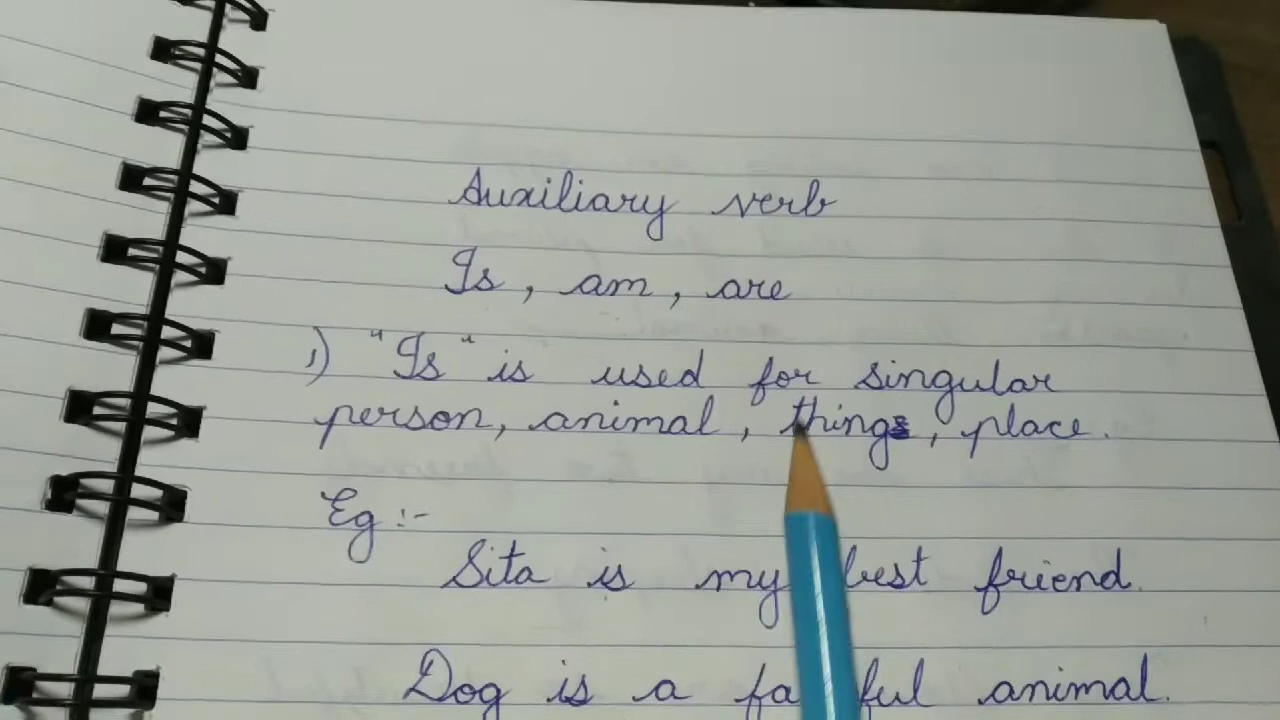 Auxiliary verb
Is, am, are
1) "Is" is used for singular
person, animal, thing, place.
Eg :-
Sita is my best friend.
Dog is a animal.